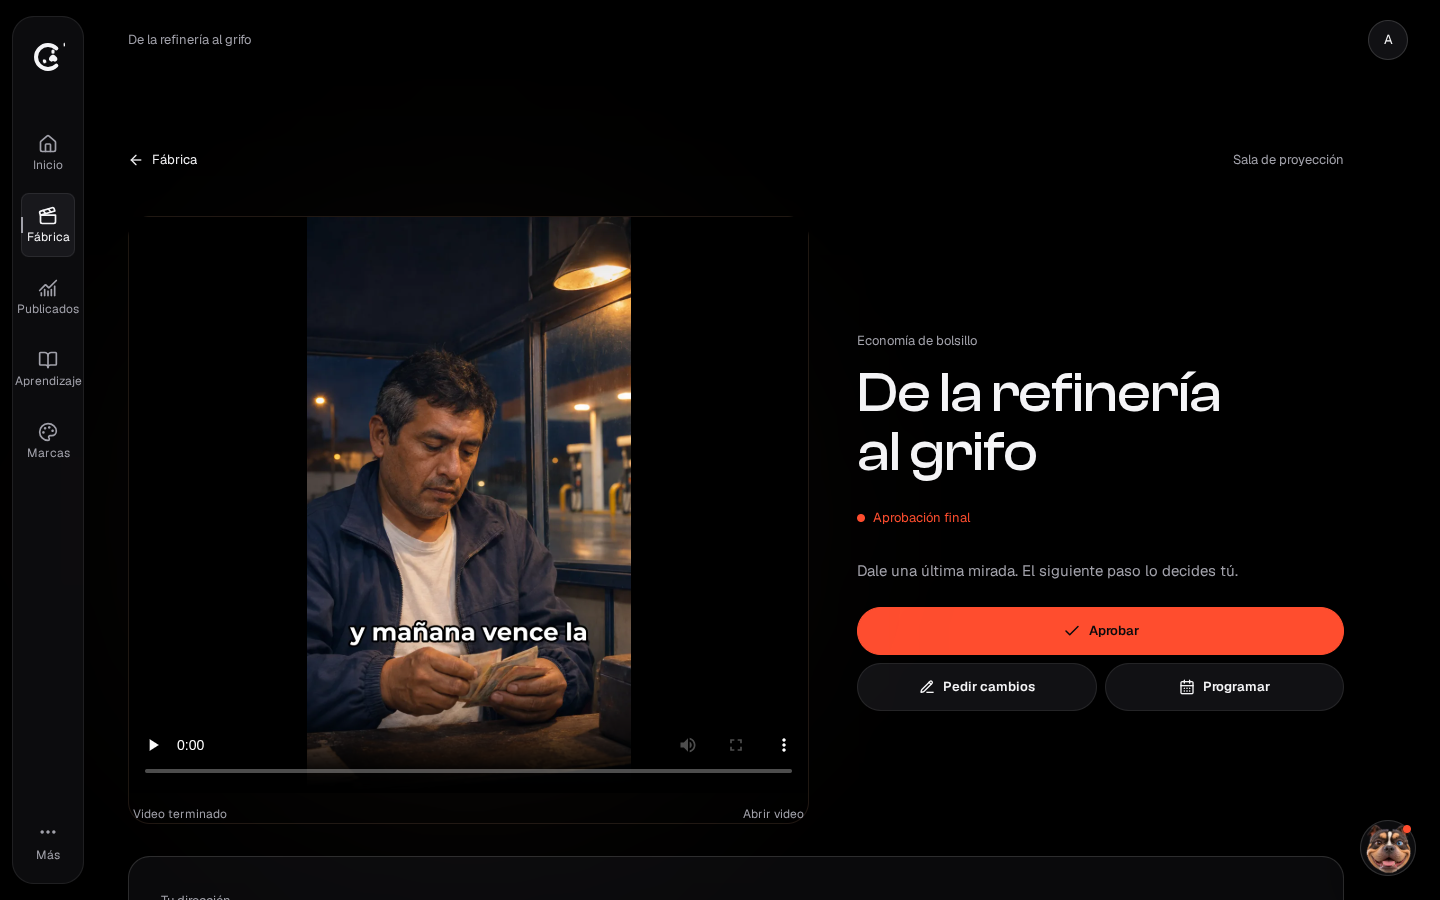 De la refinería al grifo
A
Inicio
Fábrica
Publicados
Aprendizaje
Marcas
Más
Fábrica
Sala de proyección
y mañana vence la
0:00
Video terminado
Abrir video
Economía de bolsillo
De la refinería
al grifo
Aprobación final
Dale una última mirada. El siguiente paso lo decides tú.
Aprobar
Pedir cambios
Programar
Tu dirección